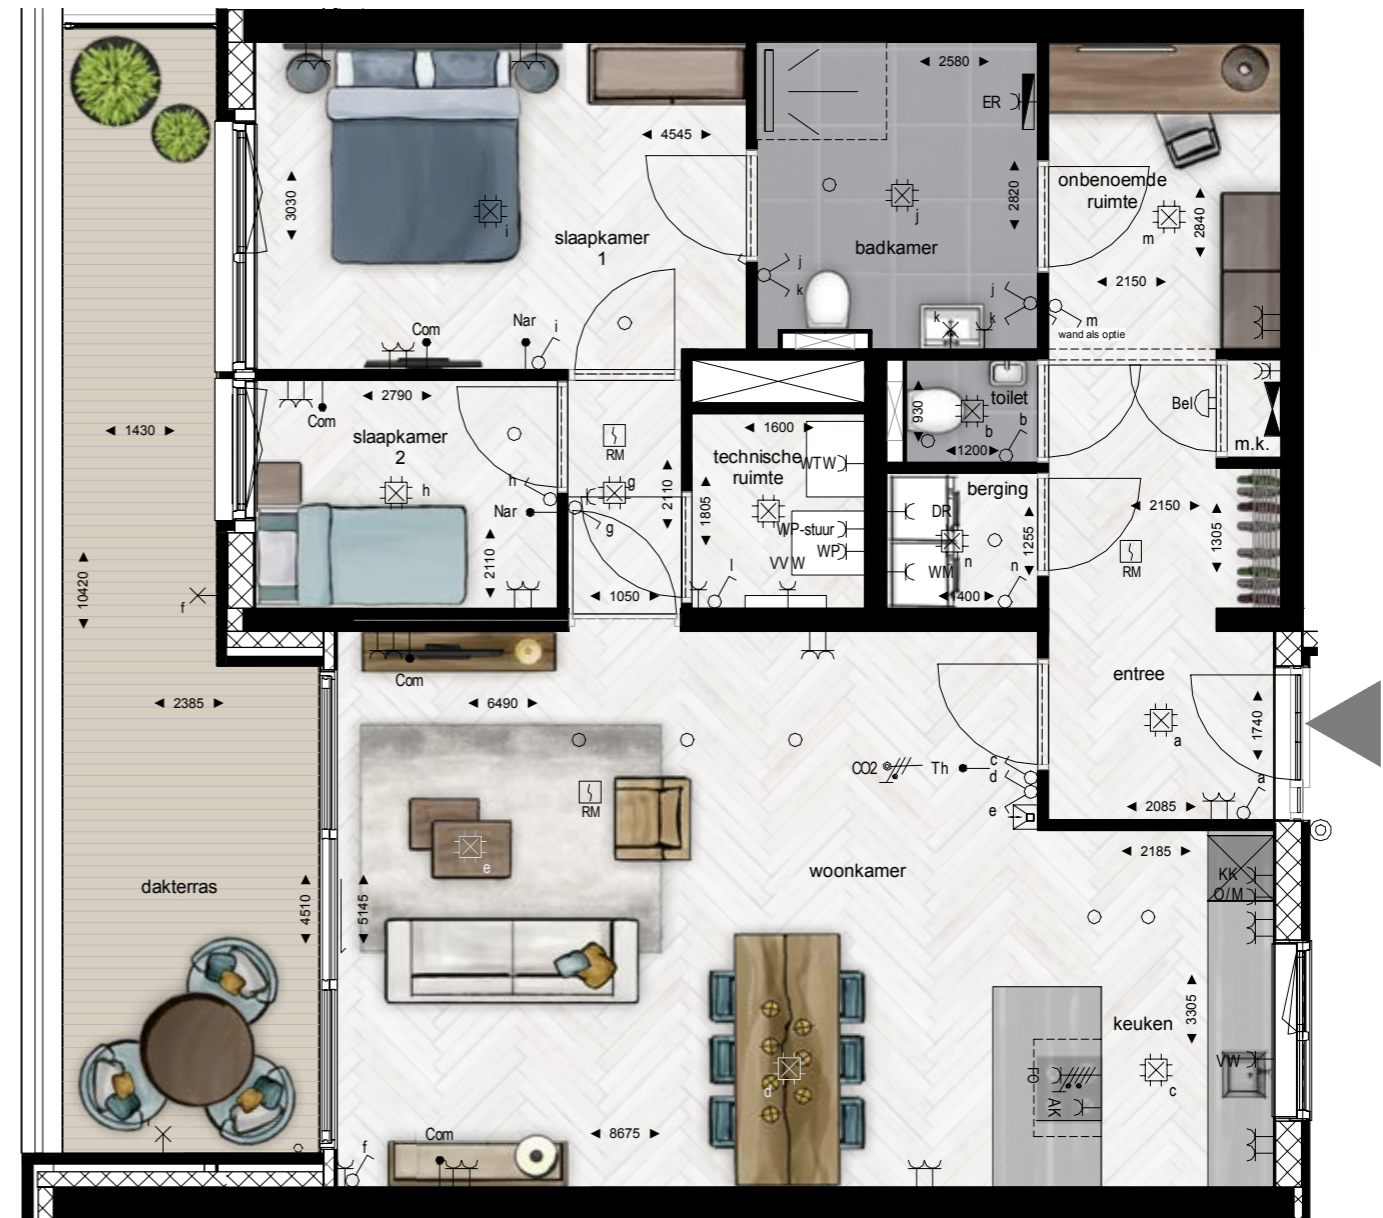 2580
ER
4545
3030
2820
onbenoemde
ruimte
2840
m
i
j
slaapkamer
1
badkamer
j
k
2150
j
k
k
m
wand als optie
Com
Nar
i
2790
Com
slaapkamer
2
h
h
Nar
2110
RM
g
g
2110
1050
1600
technische
ruimte
WTW
1805
WP-stuur
WP
VVW
l
930
toilet
b
b
1200
Bel
m.k.
berging
DR
WM
n
n
1255
1400
2150
1305
RM
1430
10420
f
2385
Com
6490
entree
a
1740
a
2085
CO2
Th
c
d
e
RM
e
woonkamer
2185
KK
O/M
dakterras
4510
5145
keuken
3305
c
VW
FO
AK
d
Com
f
8675